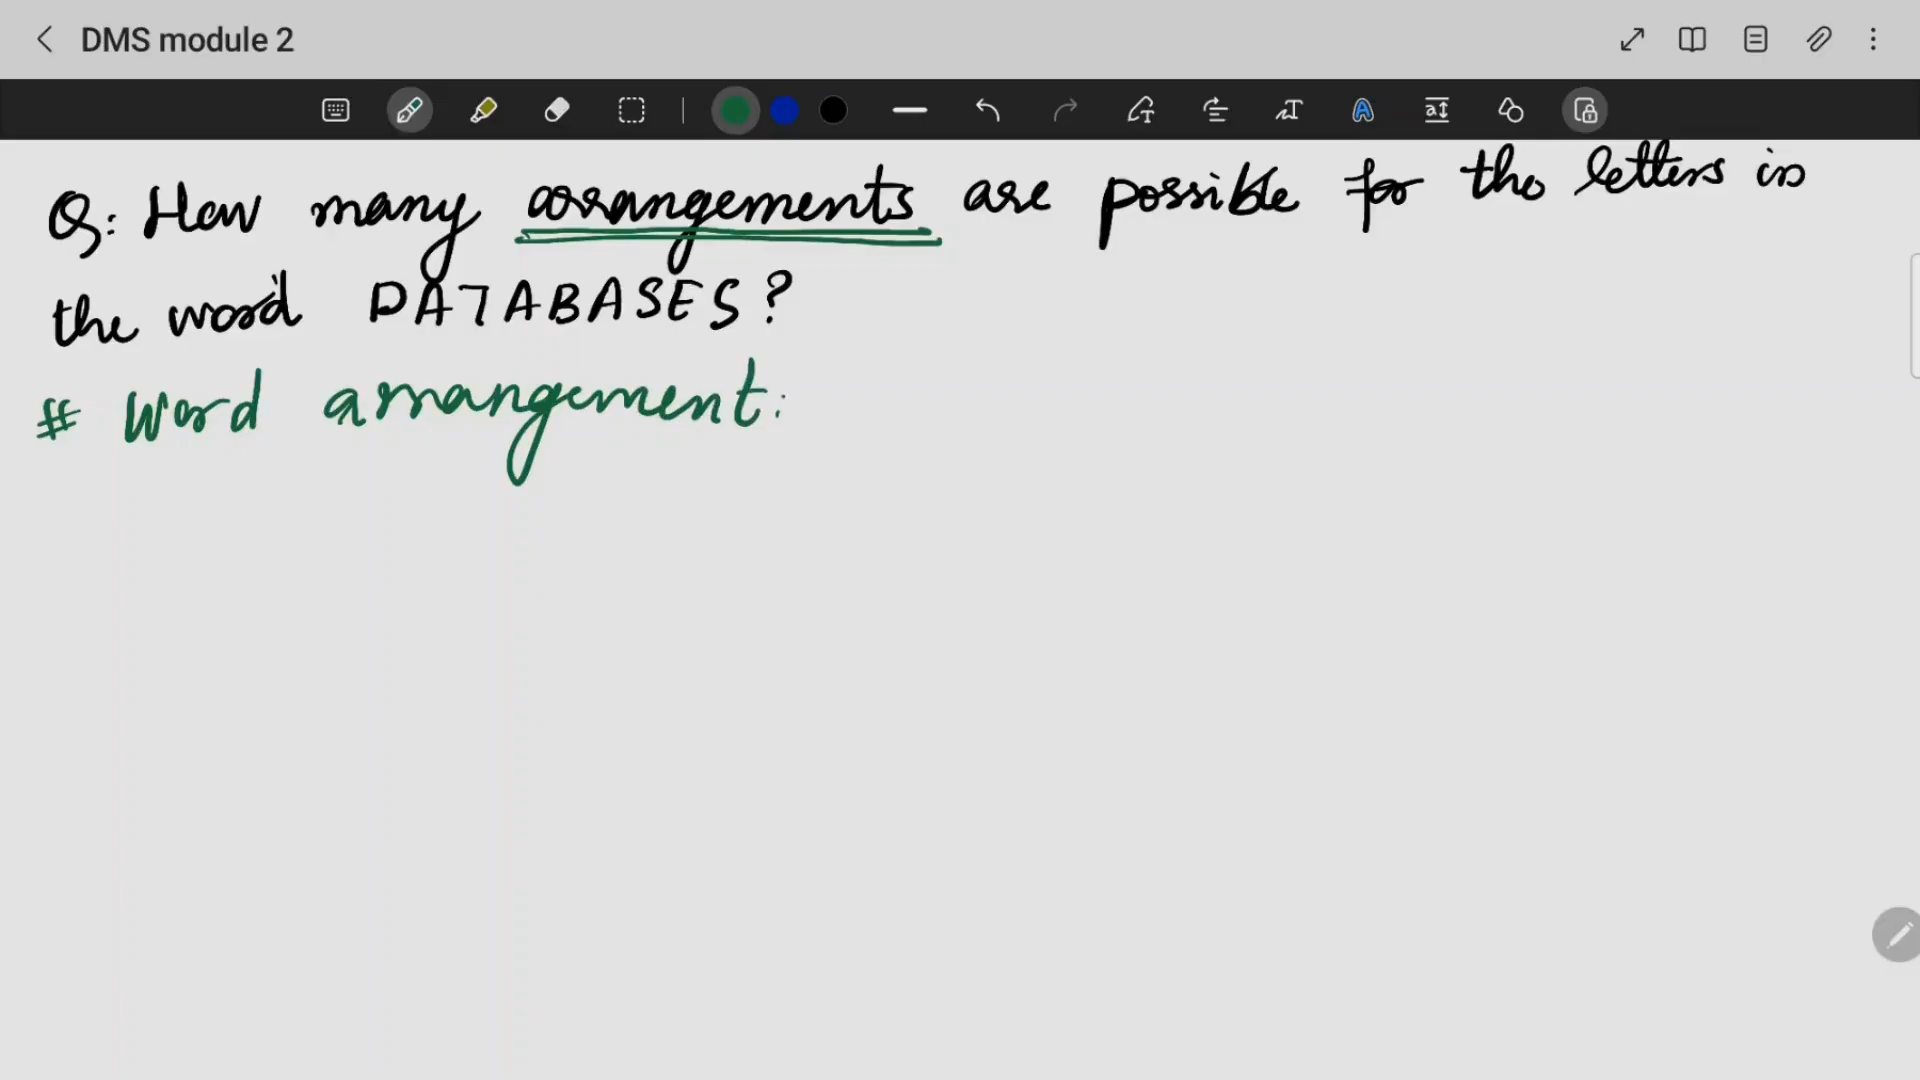 DMS module 2
Q: How many arrangements are possible for the letters in
the word DATABASES?
# Word arrangement: